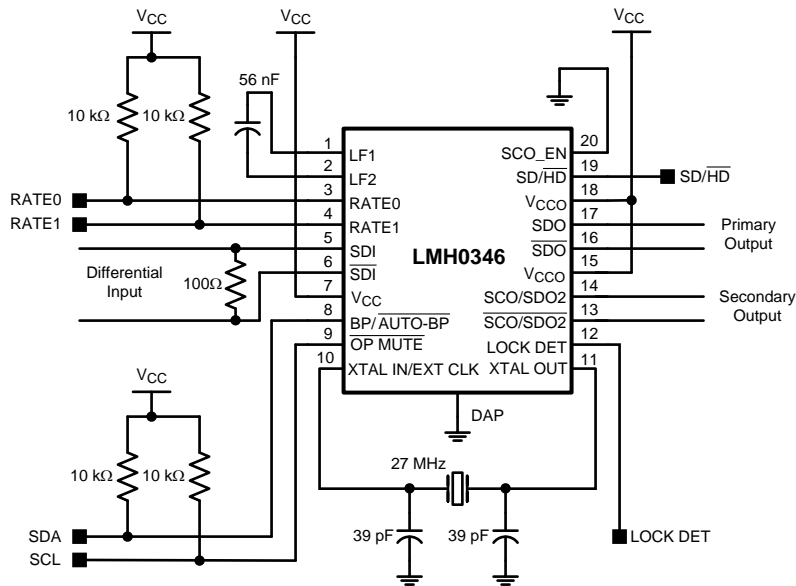 VCC
VCC
VCC
56 nF
10 kΩ
10 kΩ
1
LF1
2
LF2
3
RATE0
4
RATE1
5
SDI
6
SDI
7
VCC
8
BP/AUTO-BP
9
OP MUTE
10
XTAL IN/EXT CLK
LMH0346
20
SCO_EN
19
SD/HD
18
VCCO
17
SDO
16
SDO
15
VCCO
14
SCO/SDO2
13
SCO/SDO2
12
LOCK DET
11
XTAL OUT
RATE0
RATE1
Differential
Input
100Ω
SD/HD
Primary
Output
Secondary
Output
DAP
VCC
10 kΩ
10 kΩ
SDA
SCL
27 MHz
39 pF
39 pF
LOCK DET